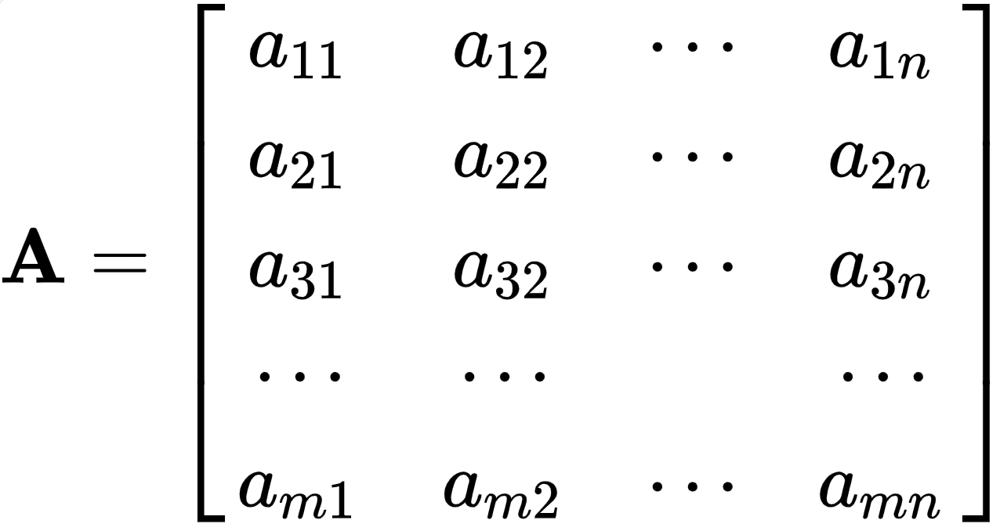 a₁₁ a₁₂ ⋯ a₁ₙ
a₂₁ a₂₂ ⋯ a₂ₙ
𝐀 = a₃₁ a₃₂ ⋯ a₃ₙ
⋯ ⋯ ⋯
aₘ₁ aₘ₂ ⋯ aₘₙ